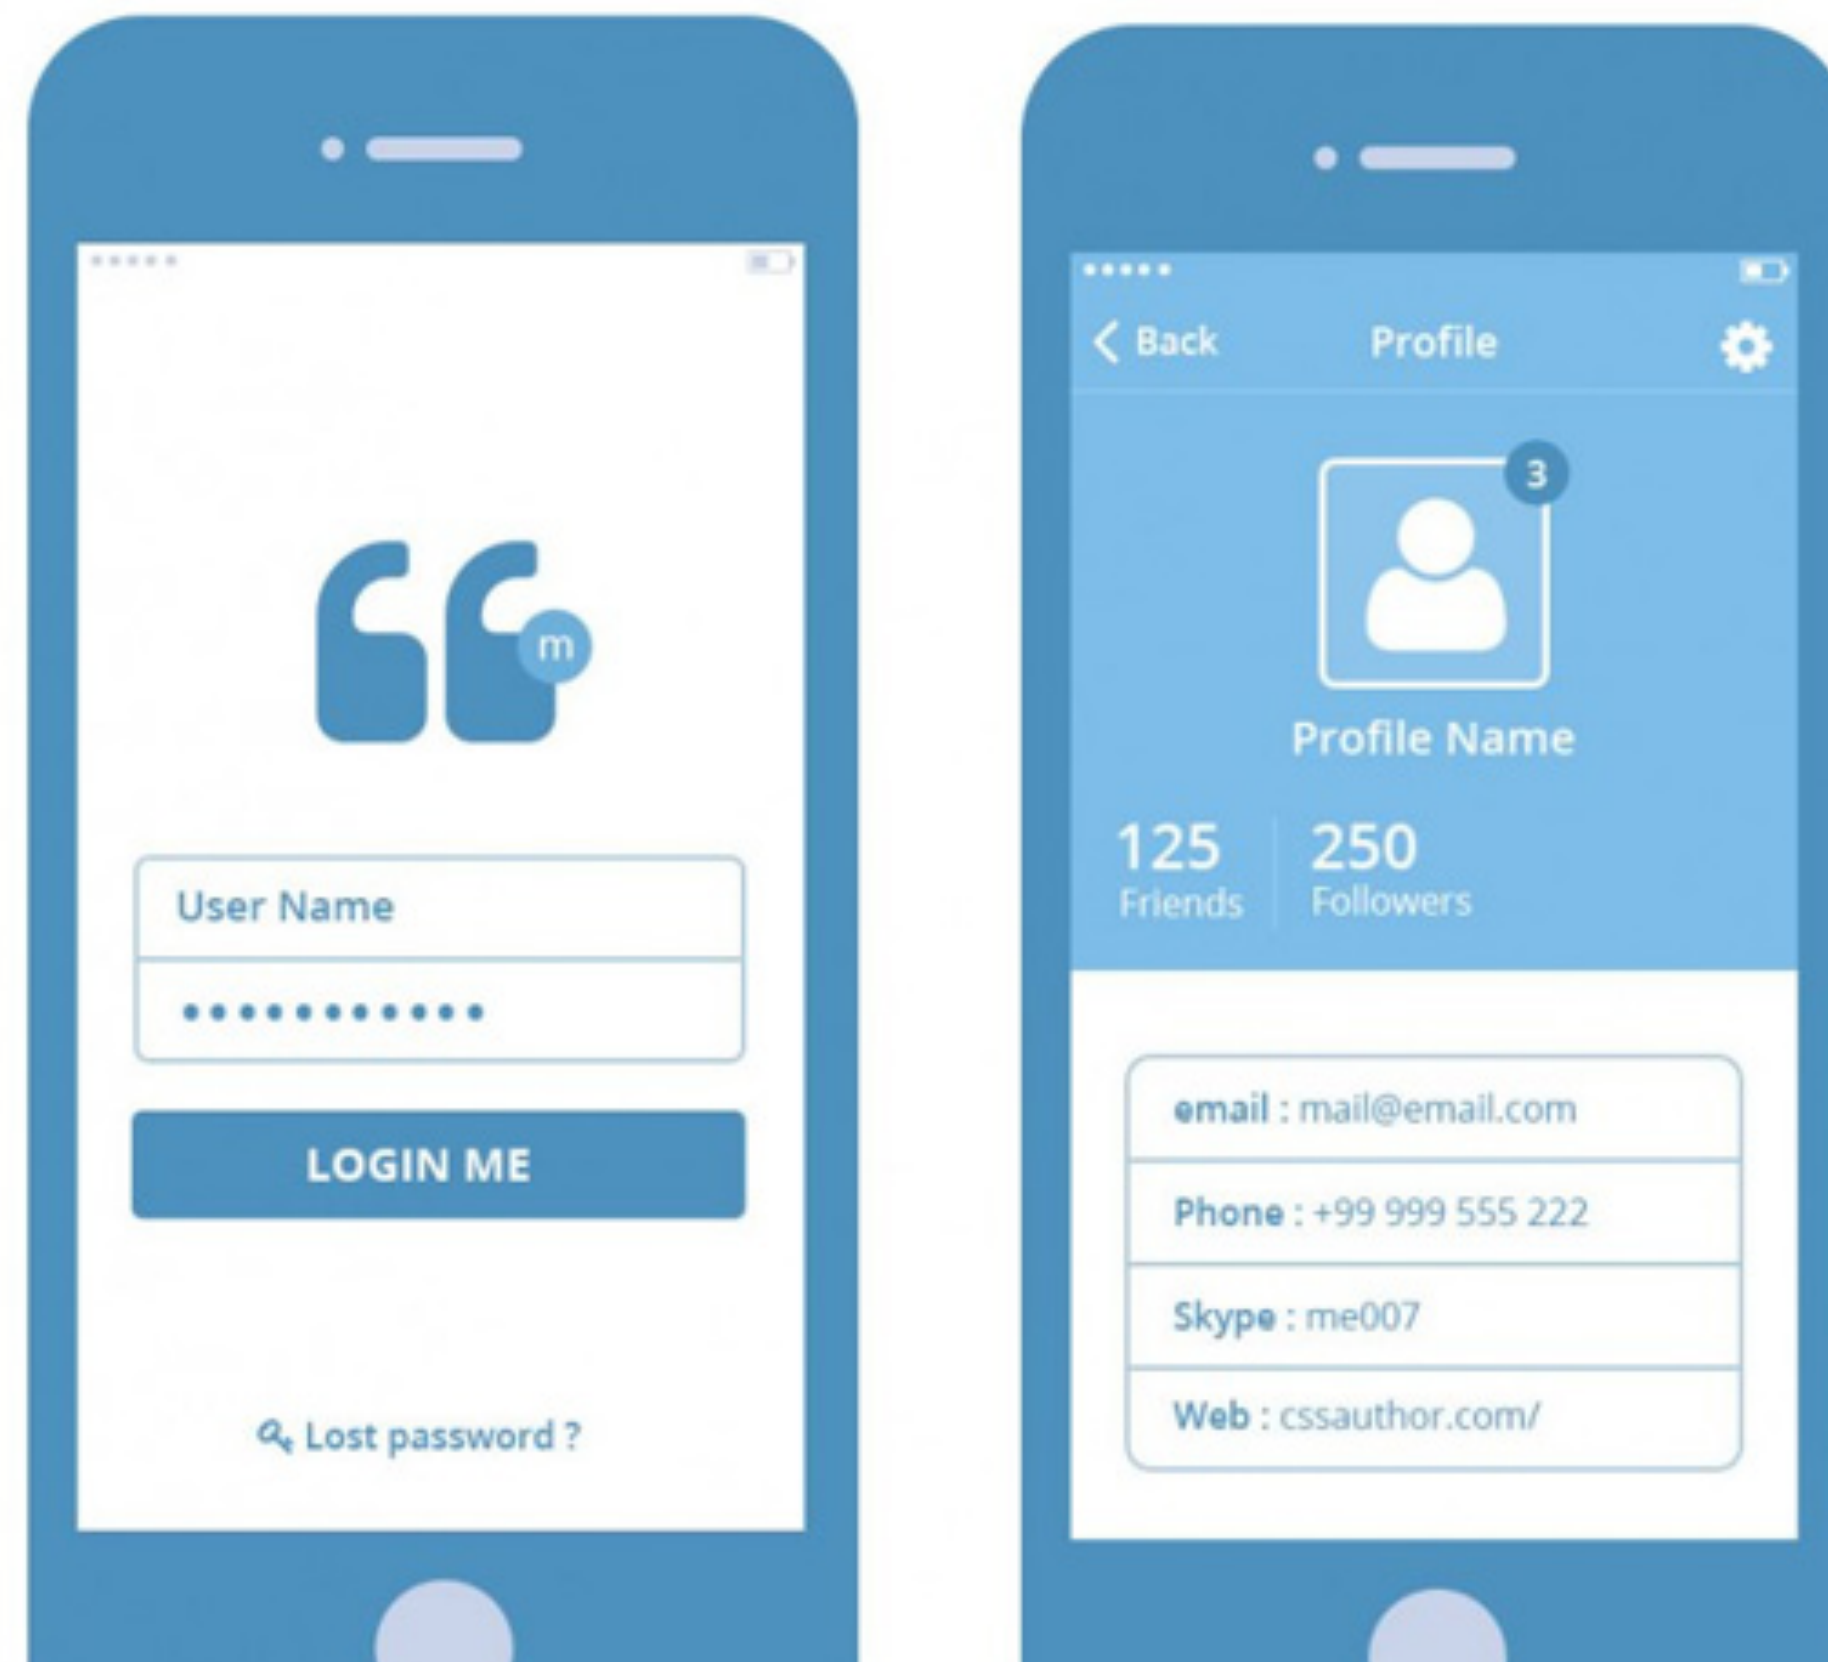 m
User Name
LOGIN ME
Lost password ?
Back
Profile
3
Profile Name
125
Friends
250
Followers
email : mail@email.com
Phone : +99 999 555 222
Skype : me007
Web : cssauthor.com/